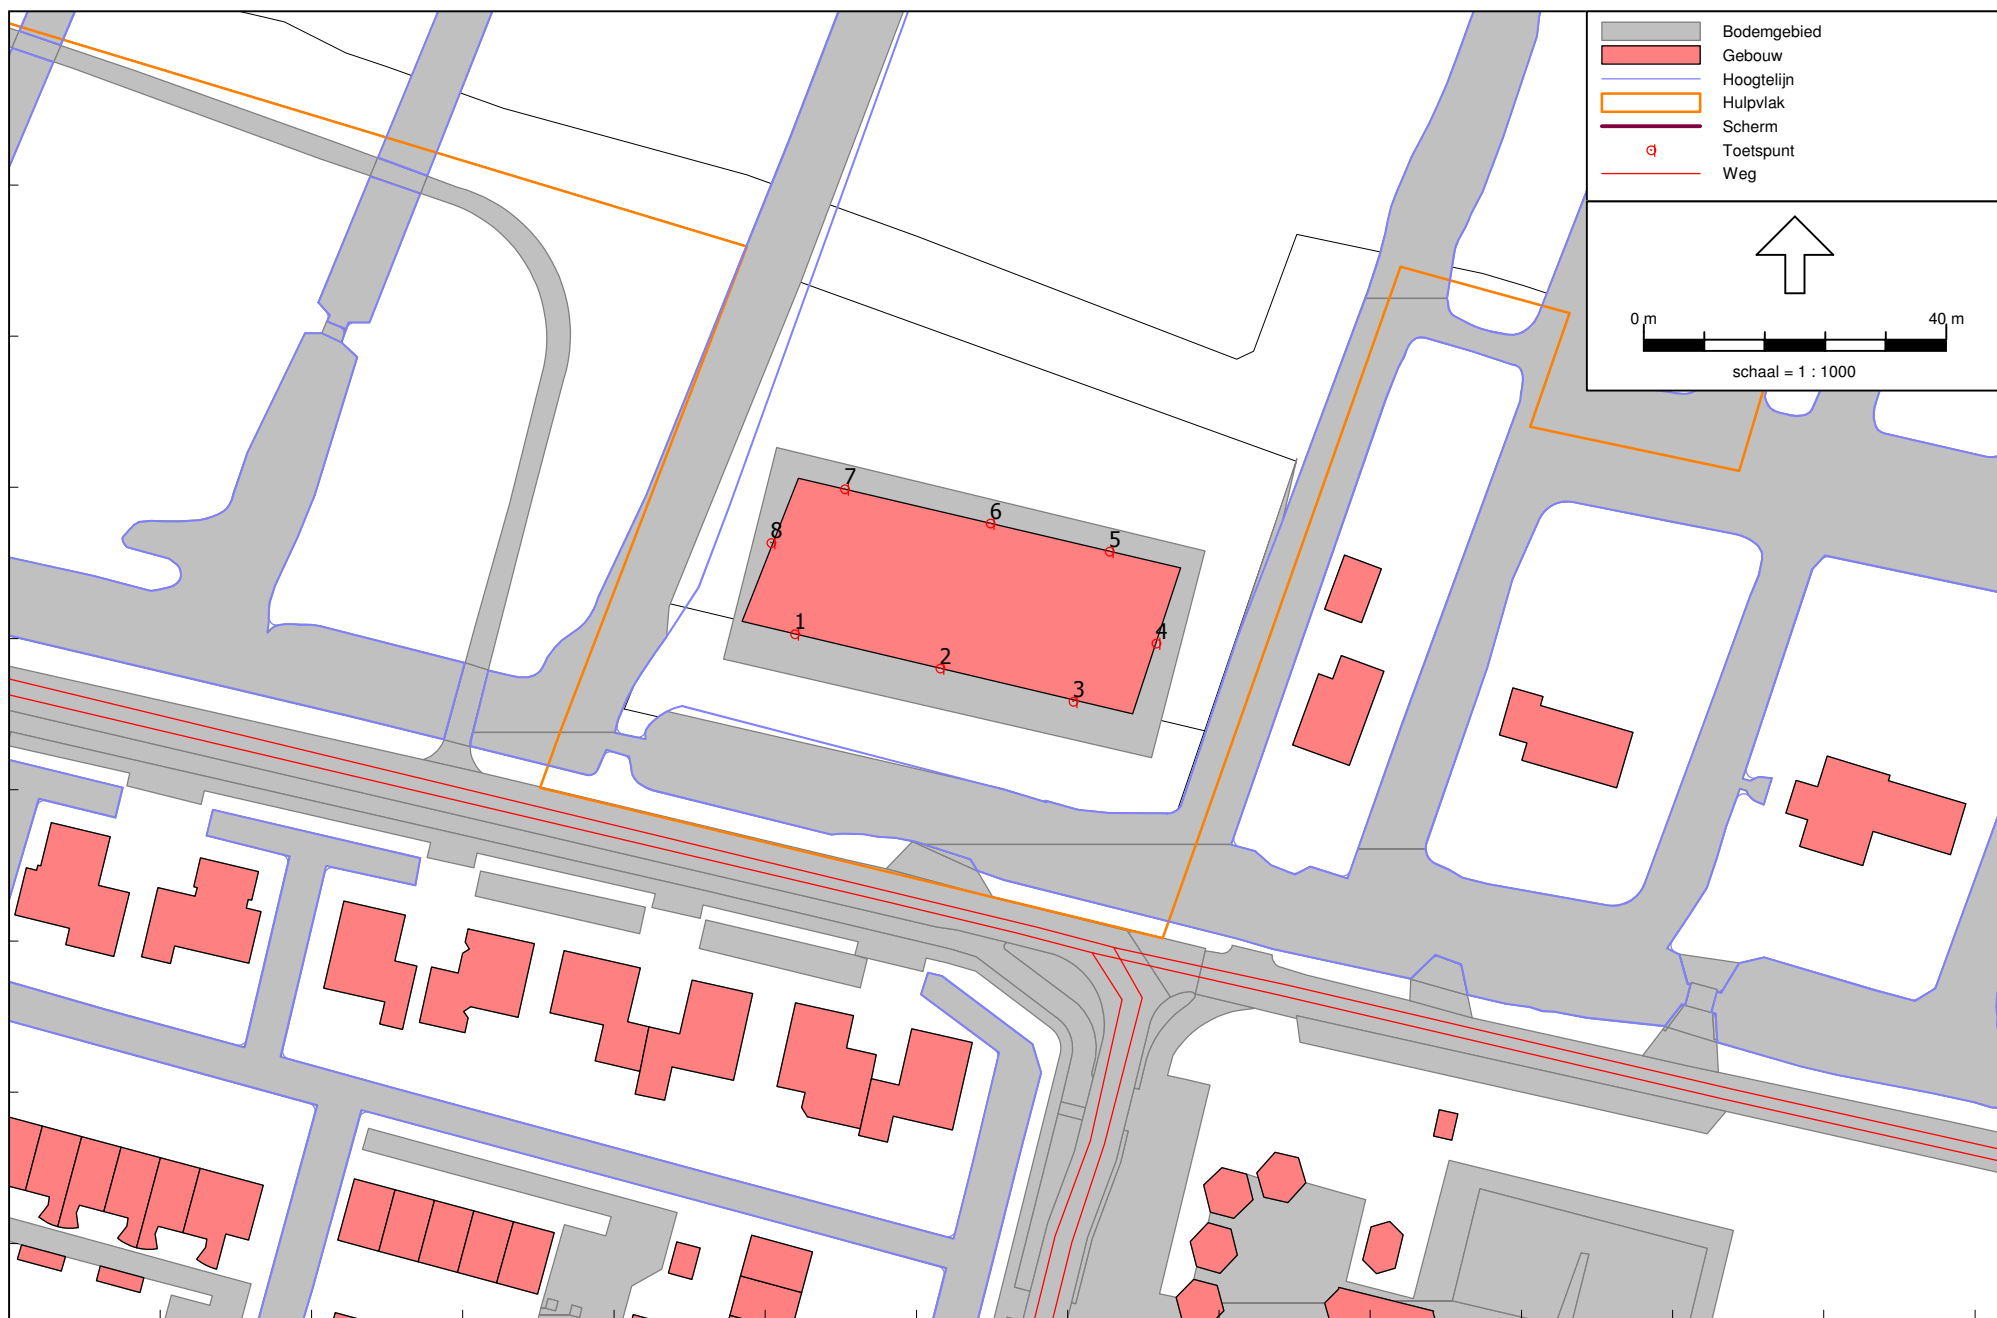 Bodemgebied
Gebouw
Hoogtelijn
Hulpvlak
Scherm
Toetspunt
Weg
0 m 40 m
schaal = 1 : 1000
7
6
5
8
1
4
2
3